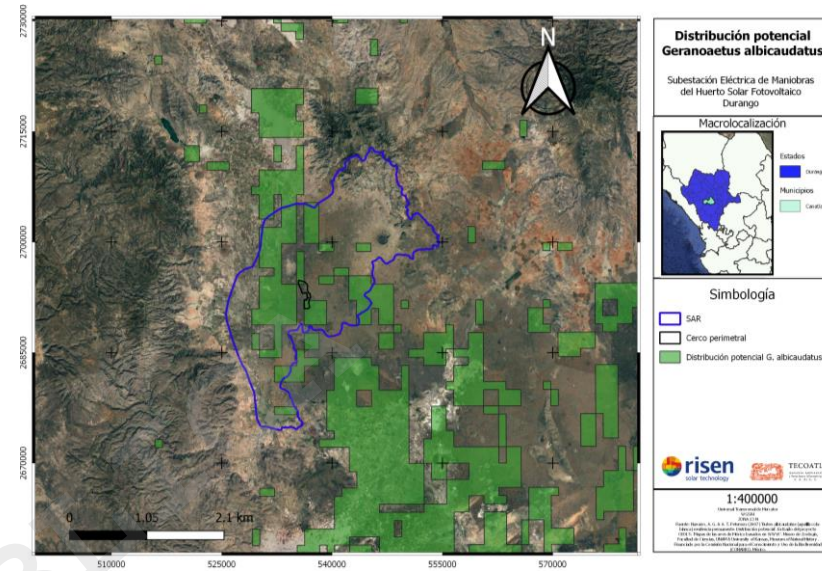 Distribución potencial
Geranoaetus albicaudatus
Subestación Eléctrica de Maniobras
del Huerto Solar Fotovoltaico
Durango
Macrolocalización
Estados
Durango
Municipios
Simbología
SAR
Cerco perimetral
Distribución potencial G. albicaudatus
risen
solar technology
TECOATL
1:400000
N
2730000
2715000
2700000
2685000
2670000
0 1.05 2.1 km
510000 525000 540000 555000 570000